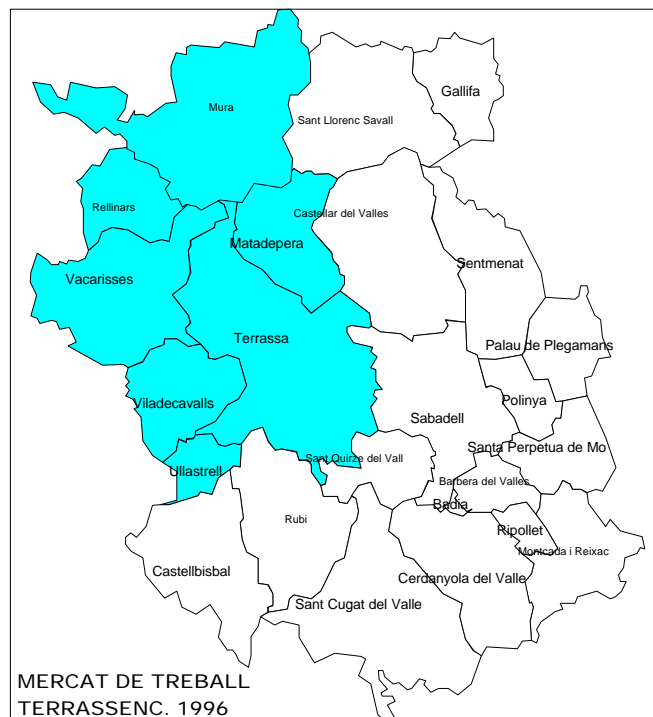 Gallifa
Mura
Sant Llorenc Savall
Rellinars
Castellar del Valles
Matadepera
Sentmenat
Vacarisses
Terrassa
Palau de Plegamans
Polinya
Viladecavalls
Sabadell
Santa Perpetua de Mo
Sant Quirze del Vall
Ullastrell
Barbera del Valles
Badia
Rubi
Ripollet
Montcada i Reixac
Castellbisbal
Cerdanyola del Valle
Sant Cugat del Valle
MERCAT DE TREBALL
TERRASSENC. 1996